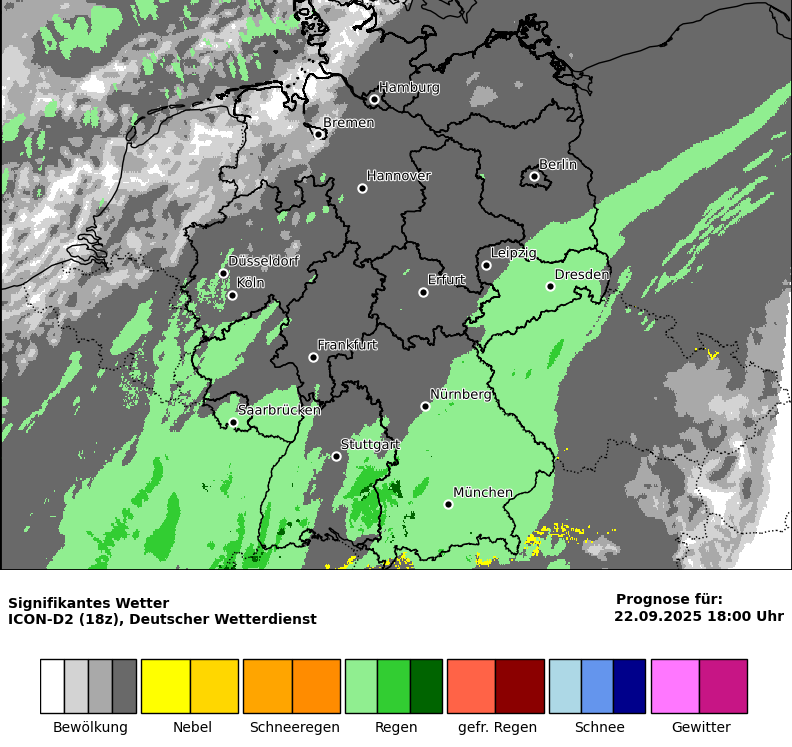 Hamburg
Bremen
Berlin
Hannover
Leipzig
Düsseldorf
Dresden
Köln
Erfurt
Frankfurt
Nürnberg
Saarbrücken
Stuttgart
München
Signifikantes Wetter
ICON-D2 (18z), Deutscher Wetterdienst
Prognose für:
22.09.2025 18:00 Uhr
Bewölkung Nebel Schneeregen Regen gefr. Regen Schnee Gewitter